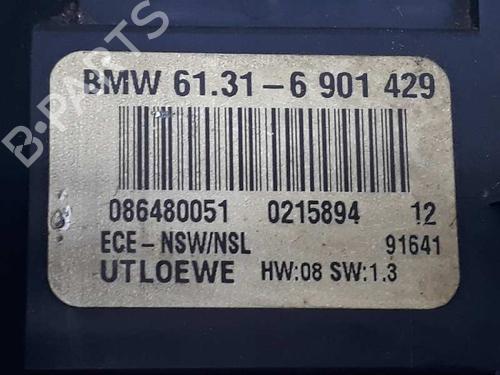 B-PARTS
BMW 61.31-6 901 429
086480051 0215894 12
ECE-NSW/NSL 91641
UTLOEWE HW:08 SW:1.3